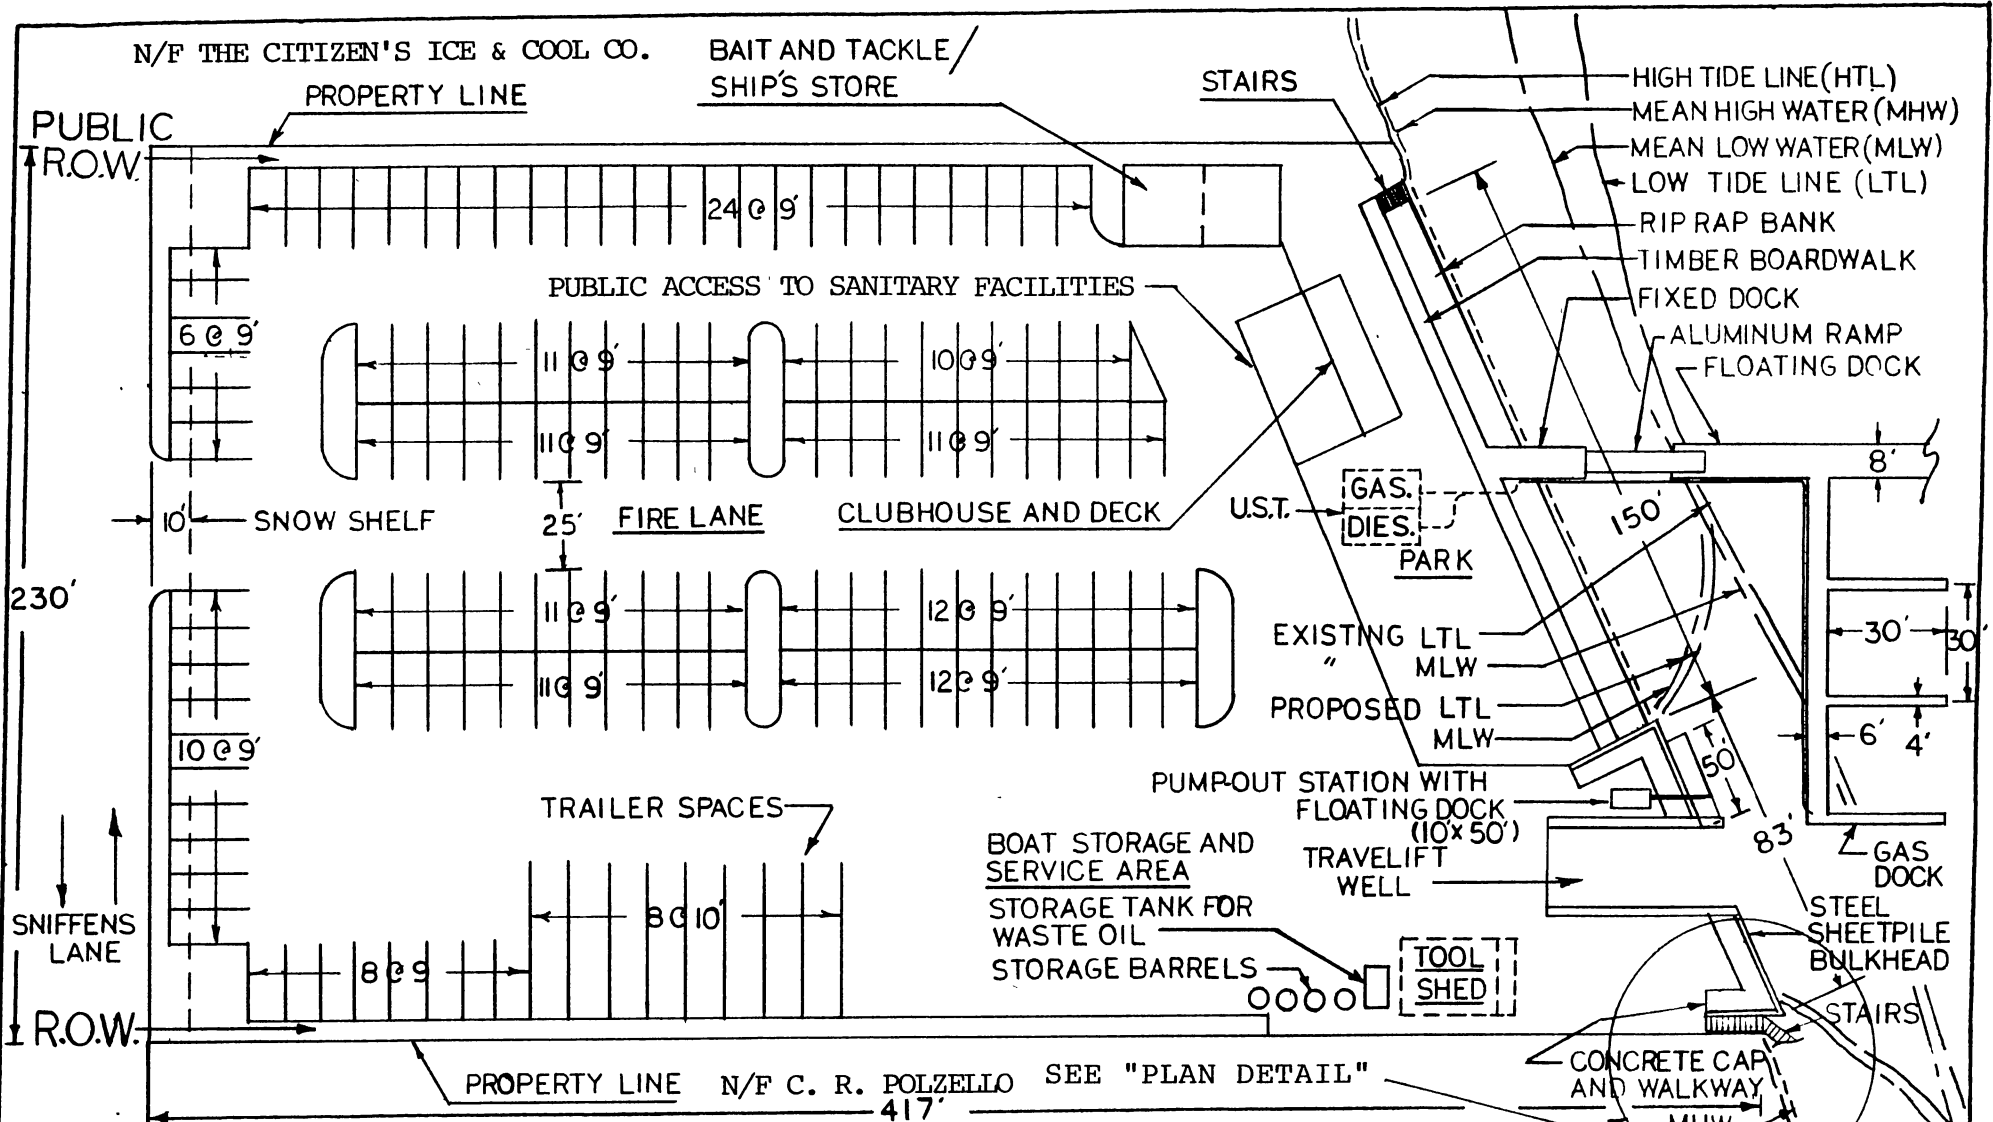 N/F THE CITIZEN'S ICE & COOL CO.
BAIT AND TACKLE/
SHIP'S STORE
PROPERTY LINE
STAIRS
HIGH TIDE LINE(HTL)
MEAN HIGH WATER(MHW)
MEAN LOW WATER(MLW)
LOW TIDE LINE (LTL)
RIP RAP BANK
TIMBER BOARDWALK
FIXED DOCK
ALUMINUM RAMP
FLOATING DOCK
PUBLIC
R.O.W.
24 @ 9'
PUBLIC ACCESS TO SANITARY FACILITIES
6 @ 9'
11 @ 9'
10 @ 9'
11 @ 9'
11 @ 9'
8'
10'
SNOW SHELF
25'
FIRE LANE
CLUBHOUSE AND DECK
U.S.T.
GAS.
DIES.
PARK
150'
230'
11 @ 9'
12 @ 9'
11 @ 9'
12 @ 9'
EXISTING LTL
" MLW
PROPOSED LTL
MLW
30'
30'
6'
4'
10 @ 9'
50'
83'
PUMP-OUT STATION WITH
FLOATING DOCK
(10'X 50')
TRAILER SPACES
BOAT STORAGE AND
SERVICE AREA
TRAVELIFT
WELL
GAS
DOCK
SNIFFENS
LANE
8 @ 10'
8 @ 9
STORAGE TANK FOR
WASTE OIL
STORAGE BARRELS
TOOL
SHED
STEEL
SHEETPILE
BULKHEAD
STAIRS
R.O.W.
PROPERTY LINE
N/F C. R. POLZELLO
SEE "PLAN DETAIL"
CONCRETE CAP
AND WALKWAY
417'
MHW